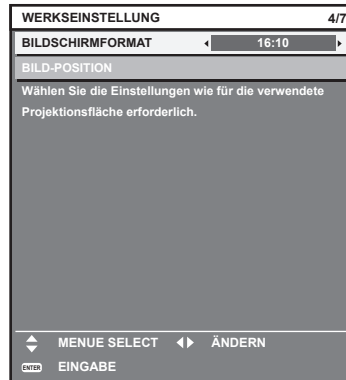 WERKSEINSTELLUNG 4/7
BILDSCHIRMFORMAT 16:10
BILD-POSITION
Wählen Sie die Einstellungen wie für die verwendete
Projektionsfläche erforderlich.
MENUE SELECT ÄNDERN
ENTER EINGABE